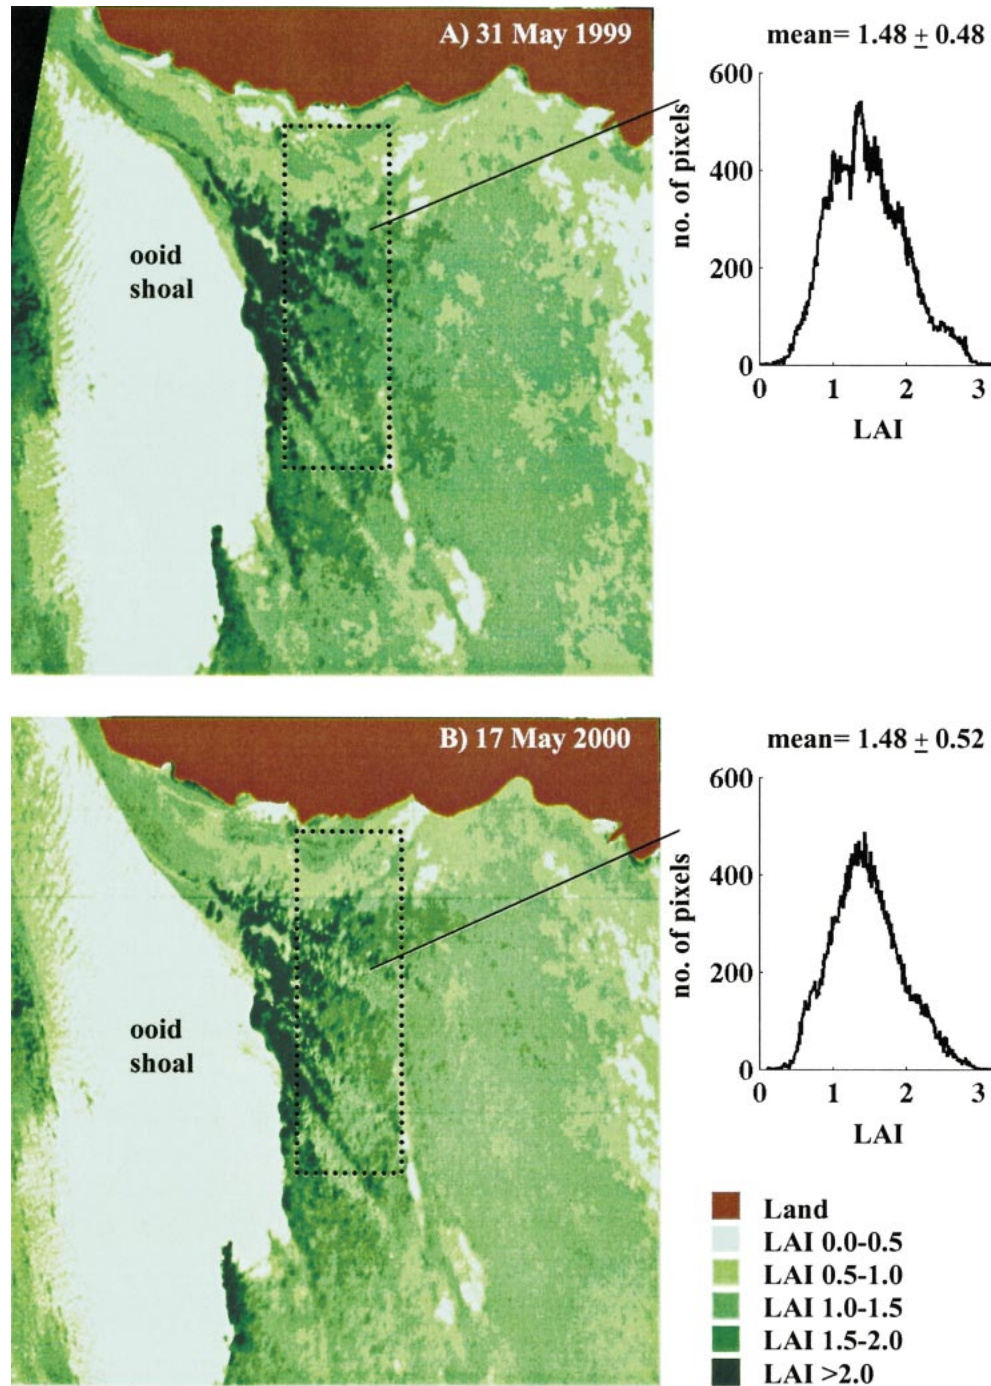 A) 31 May 1999
mean= 1.48 ± 0.48
600
400
200
0
no. of pixels
0 1 2 3
LAI
ooid
shoal
B) 17 May 2000
mean= 1.48 ± 0.52
600
400
200
0
no. of pixels
0 1 2 3
LAI
ooid
shoal
Land
LAI 0.0-0.5
LAI 0.5-1.0
LAI 1.0-1.5
LAI 1.5-2.0
LAI >2.0